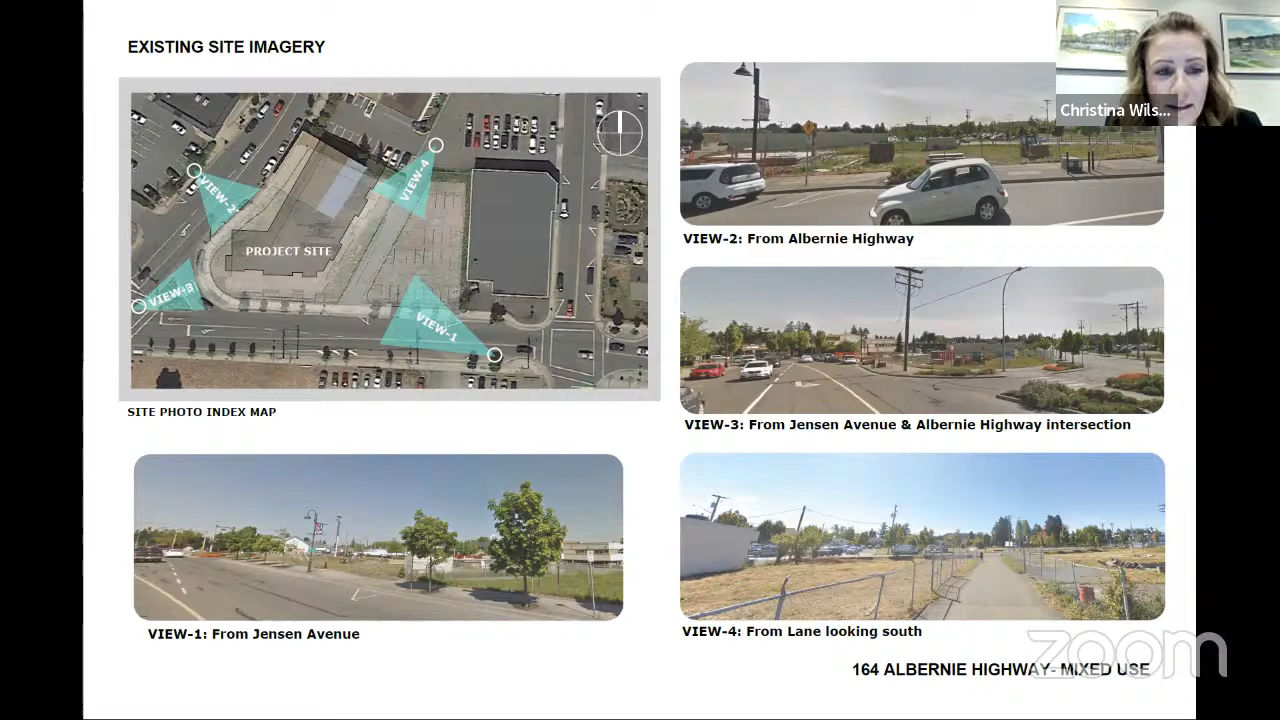 EXISTING SITE IMAGERY
Christina Wils...
VIEW-2
VIEW-4
PROJECT SITE
VIEW-3
VIEW-1
SITE PHOTO INDEX MAP
VIEW-2: From Albernie Highway
VIEW-3: From Jensen Avenue & Albernie Highway intersection
VIEW-1: From Jensen Avenue
VIEW-4: From Lane looking south
164 ALBERNIE HIGHWAY- MIXED USE
zoom